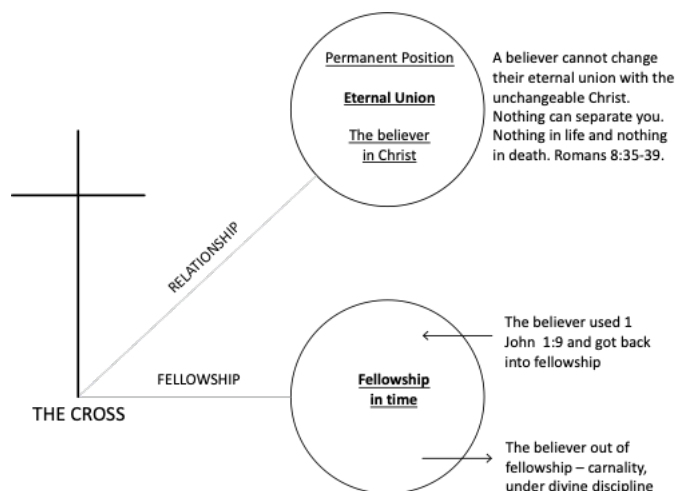 Permanent Position
Eternal Union
The believer
in Christ
A believer cannot change
their eternal union with the
unchangeable Christ.
Nothing can separate you.
Nothing in life and nothing
in death. Romans 8:35-39.
RELATIONSHIP
FELLOWSHIP
THE CROSS
Fellowship
in time
The believer used 1
John 1:9 and got back
into fellowship
The believer out of
fellowship – carnality,
under divine discipline